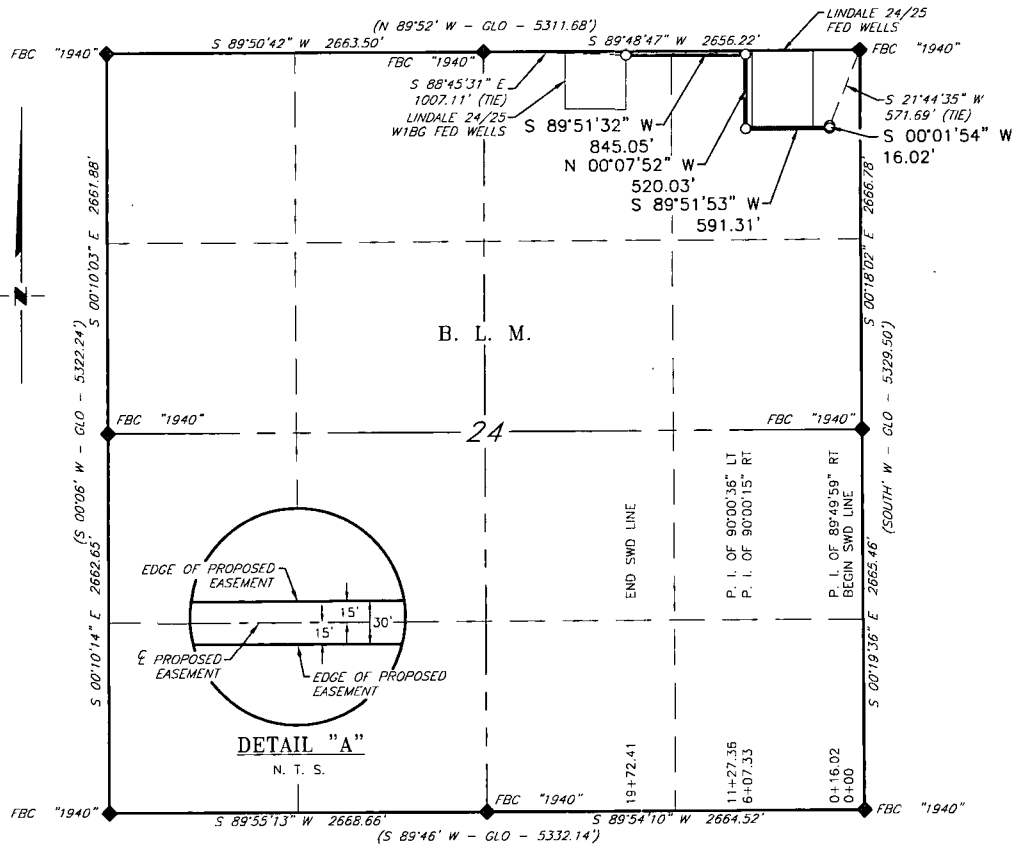 (N 89°52' W - GLO - 5311.68')
LINDALE 24/25
FED WELLS
FBC "1940"
S 89°50'42" W 2663.50'
FBC "1940"
S 89°48'47" W 2656.22'
FBC "1940"
S 88°45'31" E
1007.11' (TIE)
LINDALE 24/25
W1BG FED WELLS
S 89°51'32" W
845.05'
N 00°07'52" W
520.03'
S 89°51'53" W
591.31'
S 21°44'35" W
571.69' (TIE)
S 00°01'54" W
16.02'
S 00°10'03" E 2661.88'
S 00°18'02" E 2666.78'
N
B. L. M.
(S 00°06' W - GLO - 5322.24')
(SOUTH' W - GLO - 5329.50')
FBC "1940"
24
FBC "1940"
END SWD LINE
P. I. OF 90°00'36" LT
P. I. OF 90°00'15" RT
P. I. OF 89°49'59" RT
BEGIN SWD LINE
S 00°10'14" E 2662.65'
S 00°19'36" E 2665.46'
EDGE OF PROPOSED
EASEMENT
15'
30'
15'
℄ PROPOSED
EASEMENT
EDGE OF PROPOSED
EASEMENT
DETAIL "A"
N. T. S.
19+72.41
11+27.36
6+07.33
0+16.02
0+00
FBC "1940"
FBC "1940"
FBC "1940"
S 89°55'13" W 2668.66'
S 89°54'10" W 2664.52'
(S 89°46' W - GLO - 5332.14')